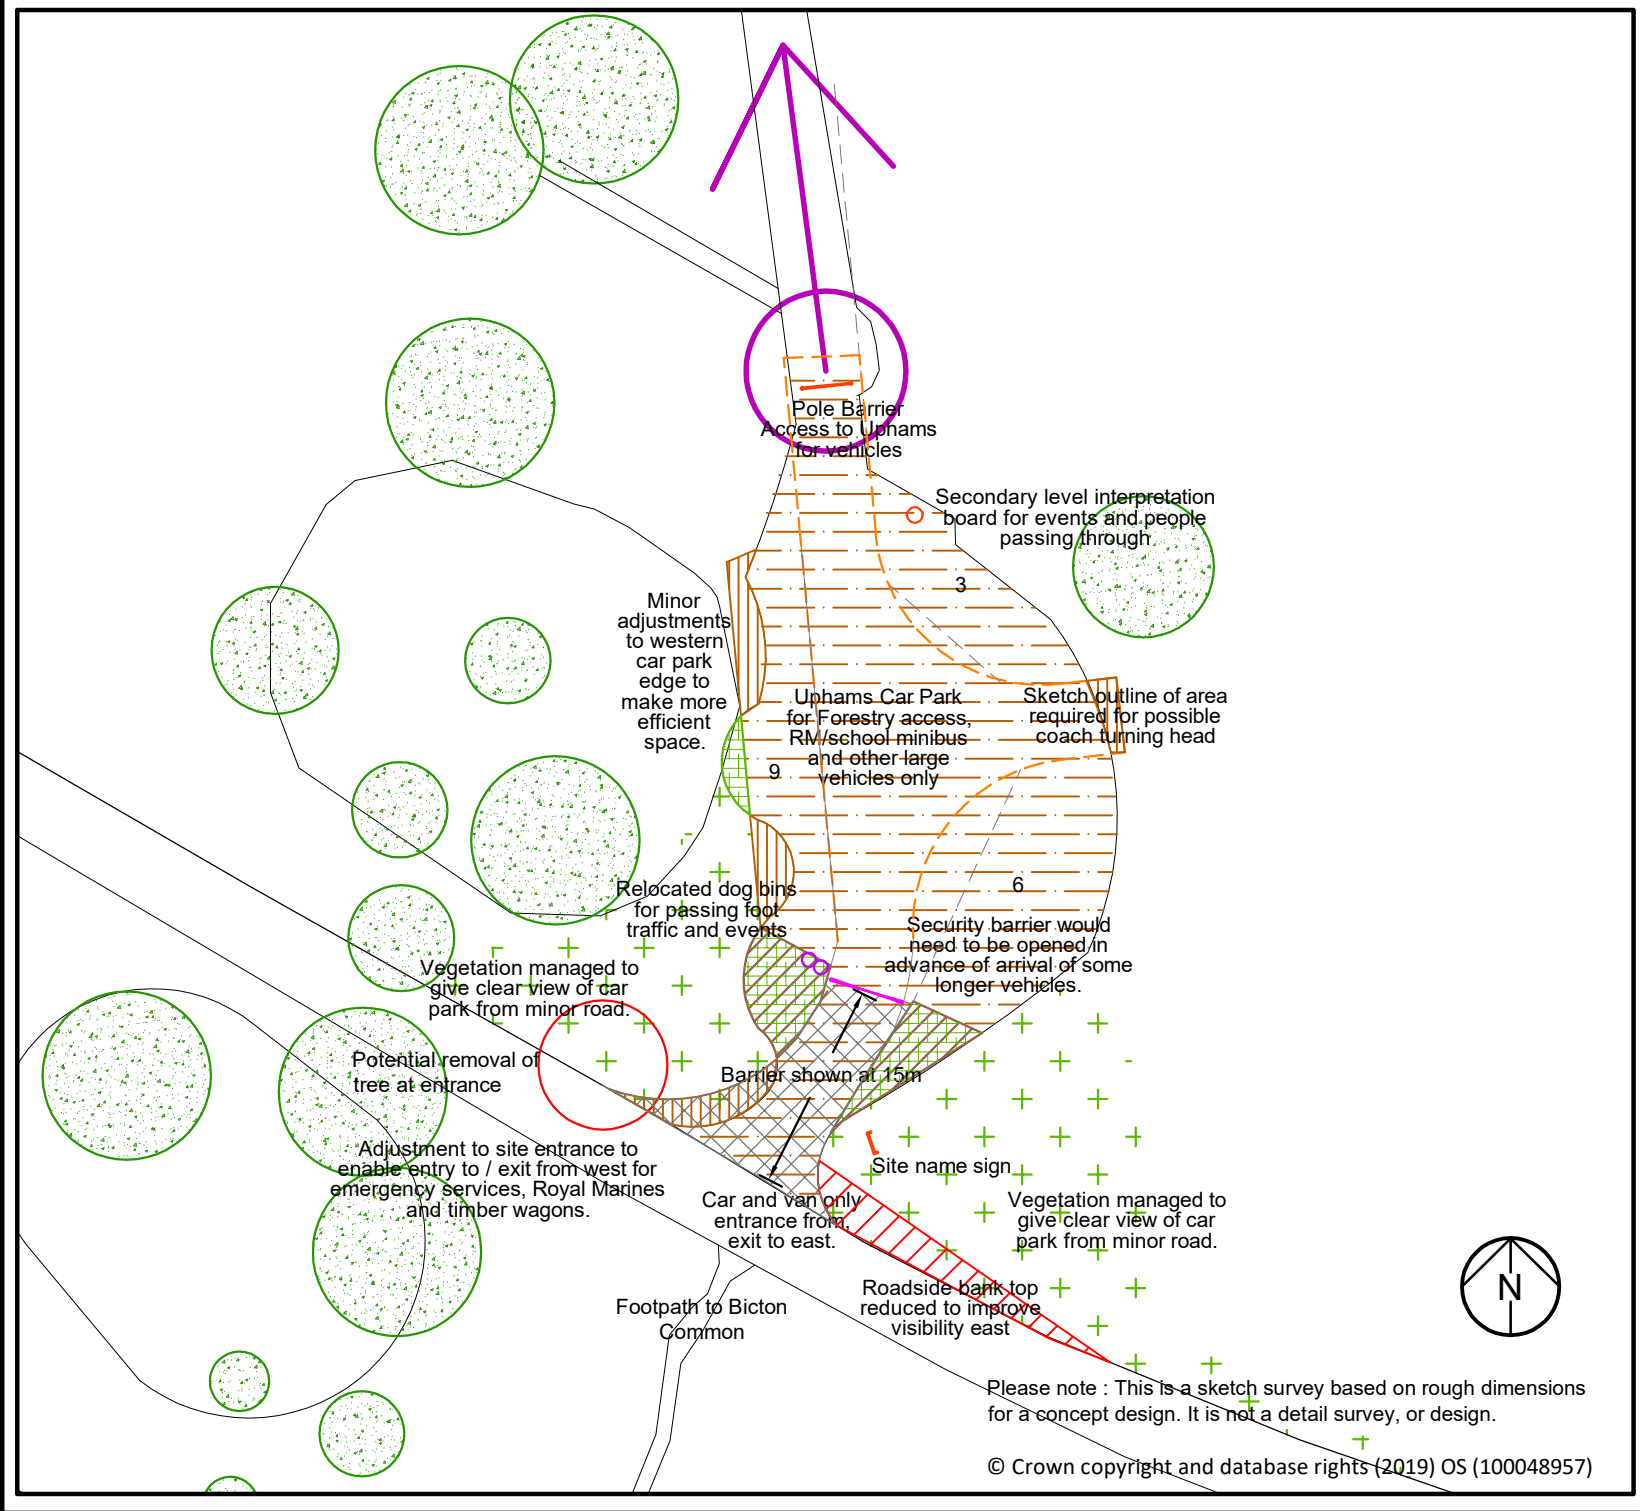 Pole Barrier
Access to Uphams
for vehicles
Secondary level interpretation
board for events and people
passing through
3
Minor
adjustments
to western
car park
edge to
make more
efficient
space.
Uphams Car Park
for Forestry access,
RM/school minibus
and other large
vehicles only
9
Sketch outline of area
required for possible
coach turning head
6
Relocated dog bins
for passing foot
traffic and events
Security barrier would
need to be opened in
advance of arrival of some
longer vehicles.
Vegetation managed to
give clear view of car
park from minor road.
Potential removal of
tree at entrance
Barrier shown at 15m
Adjustment to site entrance to
enable entry to / exit from west for
emergency services, Royal Marines
and timber wagons.
Site name sign
Car and van only
entrance from,
exit to east.
Vegetation managed to
give clear view of car
park from minor road.
Roadside bank top
reduced to improve
visibility east
Footpath to Bicton
Common
N
Please note : This is a sketch survey based on rough dimensions
for a concept design. It is not a detail survey, or design.
© Crown copyright and database rights (2019) OS (100048957)